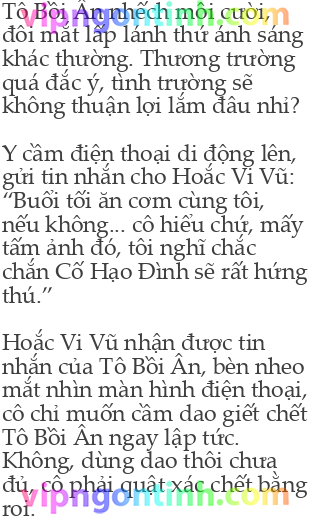 Tô Bồi Ân nhếch môi cười,
vipngontinh.com
đôi mắt lấp lánh thứ ánh sáng
khác thường. Thương trường
quá đắc ý, tình trường sẽ
không thuận lợi lắm đâu nhỉ?
Y cầm điện thoại di động lên,
gửi tin nhắn cho Hoắc Vi Vũ:
“Buổi tối ăn cơm cùng tôi,
nếu không... cô hiểu chứ, mấy
tấm ảnh đó, tôi nghĩ chắc
chắn Cố Hạo Đình sẽ rất hứng
thú.”
Hoắc Vi Vũ nhận được tin
nhắn của Tô Bồi Ân, bèn nheo
mắt nhìn màn hình điện thoại,
cô chỉ muốn cầm dao giết chết
Tô Bồi Ân ngay lập tức.
Không, dùng dao thôi chưa
đủ, cô phải quật xác chết bằng
vipngontinh.com
roi.